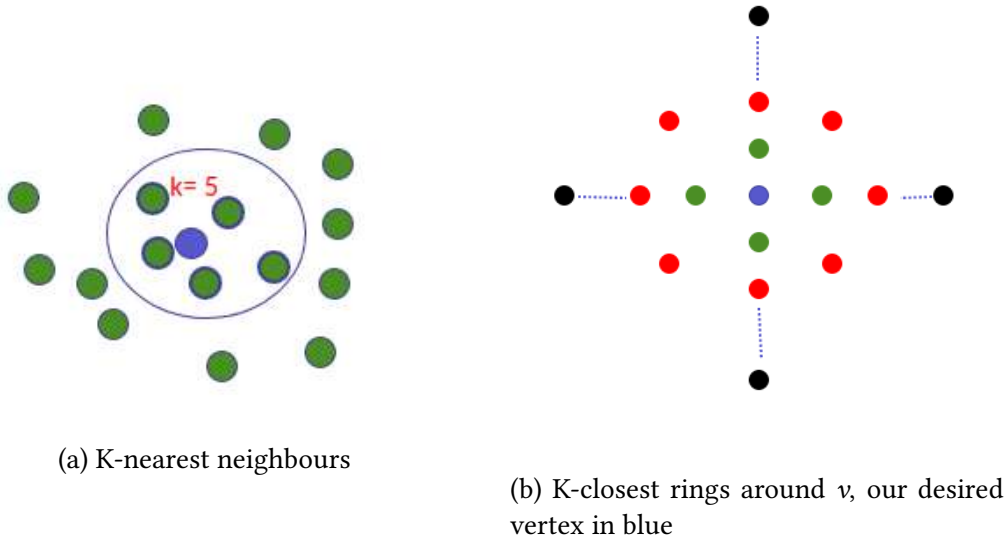 k= 5
(a) K-nearest neighbours
(b) K-closest rings around v, our desired
vertex in blue